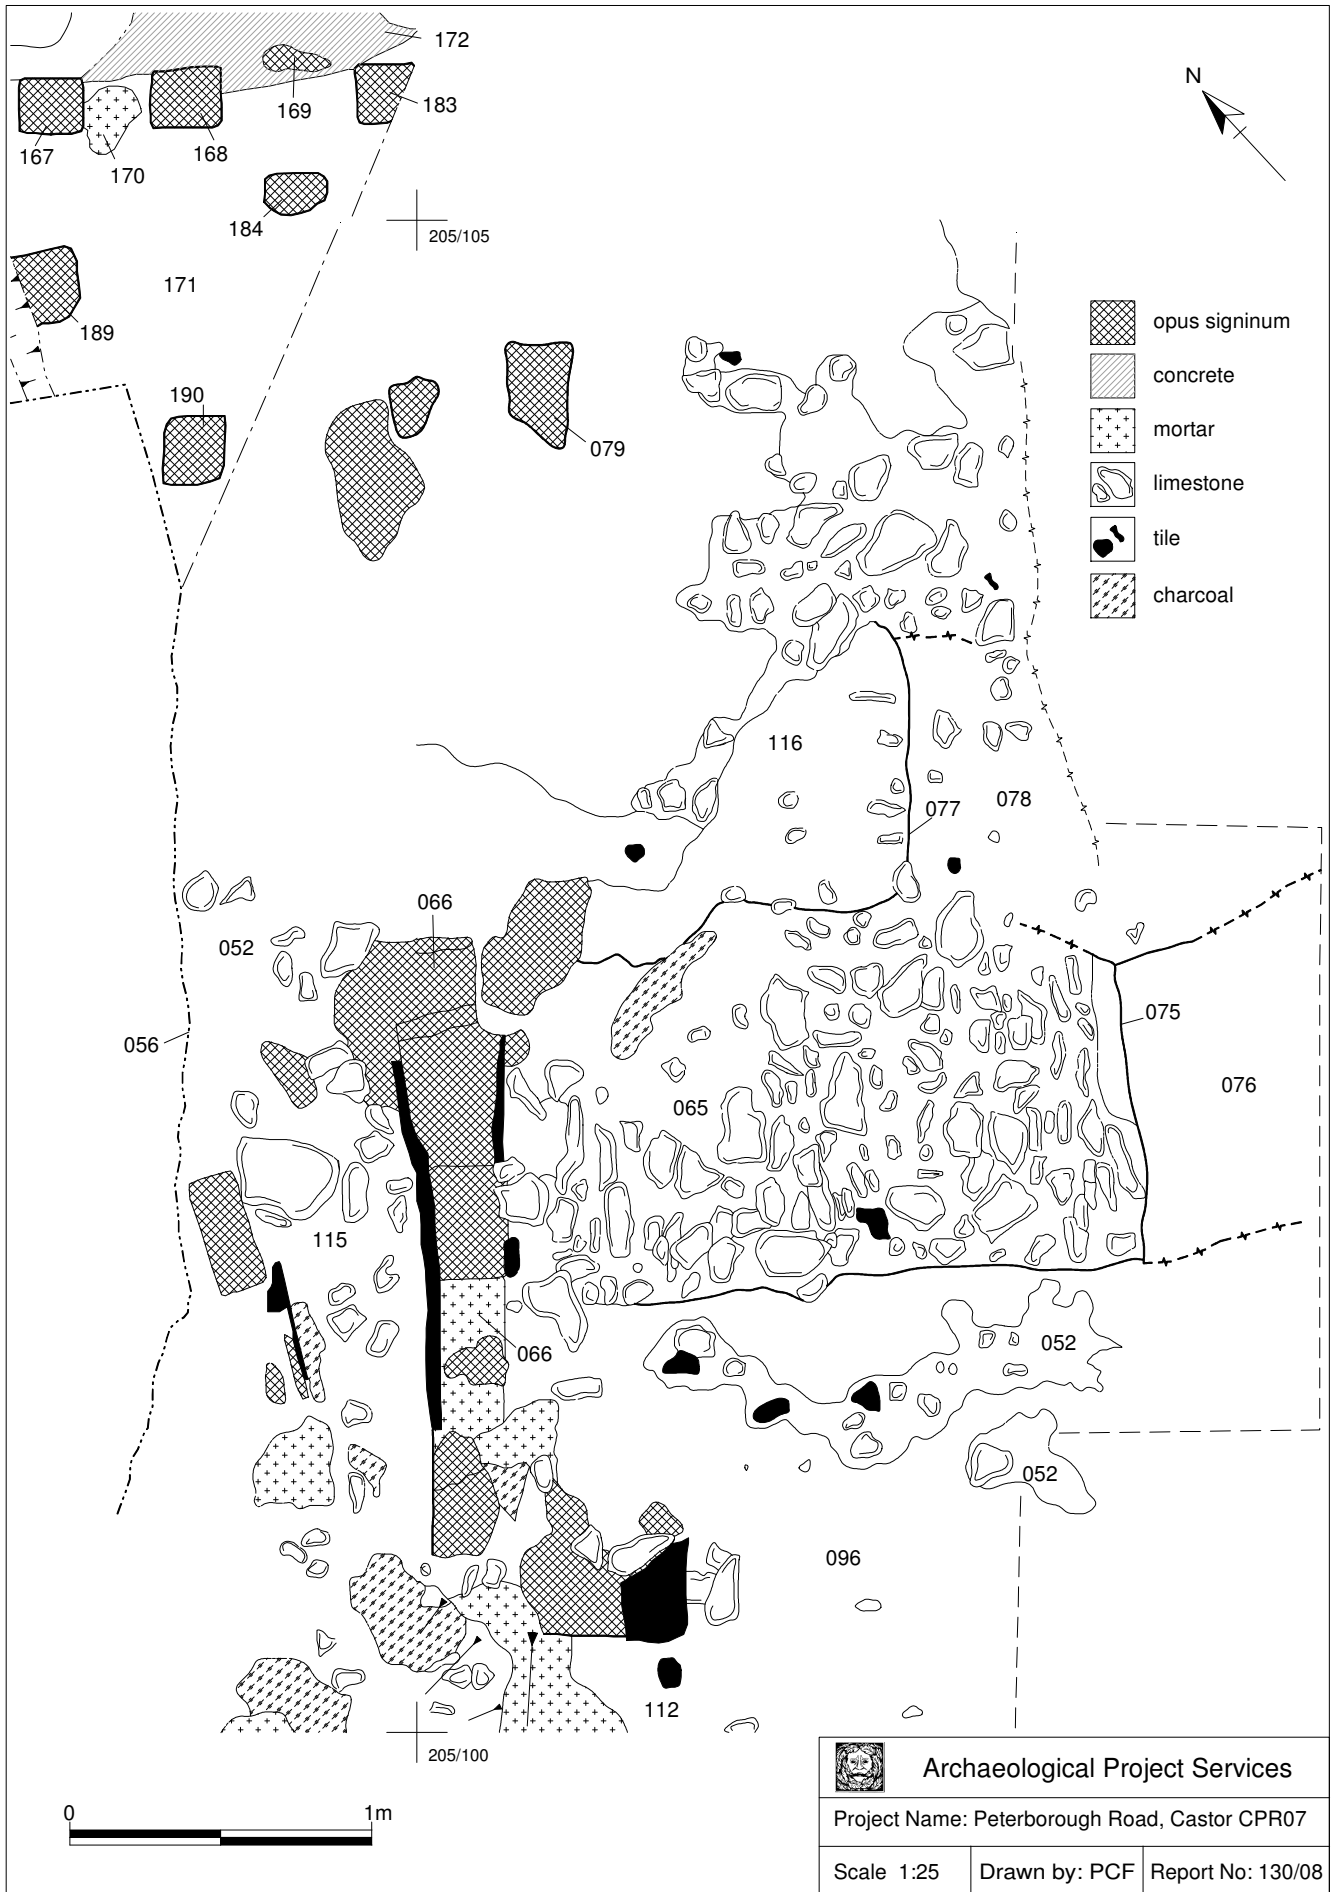 172
169
183
167
168
170
184
205/105
171
189
190
079
N
opus signinum
concrete
mortar
limestone
tile
charcoal
116
077
078
066
052
056
075
076
065
115
066
052
052
096
112
205/100
0 1m
Archaeological Project Services
Project Name: Peterborough Road, Castor CPR07
Scale 1:25
Drawn by: PCF
Report No: 130/08